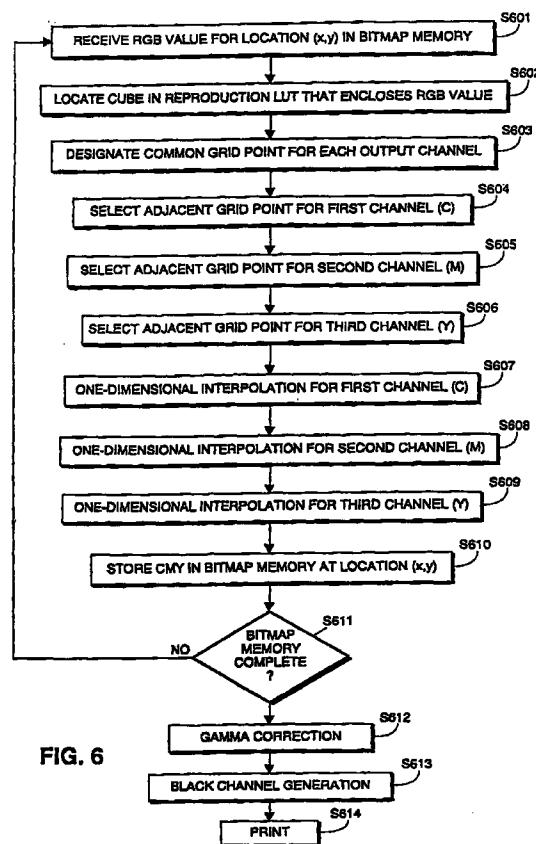 S601
RECEIVE RGB VALUE FOR LOCATION (x,y) IN BITMAP MEMORY
S602
LOCATE CUBE IN REPRODUCTION LUT THAT ENCLOSES RGB VALUE
S603
DESIGNATE COMMON GRID POINT FOR EACH OUTPUT CHANNEL
S604
SELECT ADJACENT GRID POINT FOR FIRST CHANNEL (C)
S605
SELECT ADJACENT GRID POINT FOR SECOND CHANNEL (M)
S606
SELECT ADJACENT GRID POINT FOR THIRD CHANNEL (Y)
S607
ONE-DIMENSIONAL INTERPOLATION FOR FIRST CHANNEL (C)
S608
ONE-DIMENSIONAL INTERPOLATION FOR SECOND CHANNEL (M)
S609
ONE-DIMENSIONAL INTERPOLATION FOR THIRD CHANNEL (Y)
S610
STORE CMY IN BITMAP MEMORY AT LOCATION (x,y)
S611
BITMAP
MEMORY
COMPLETE
?
NO
S612
GAMMA CORRECTION
S613
BLACK CHANNEL GENERATION
S614
PRINT
FIG. 6